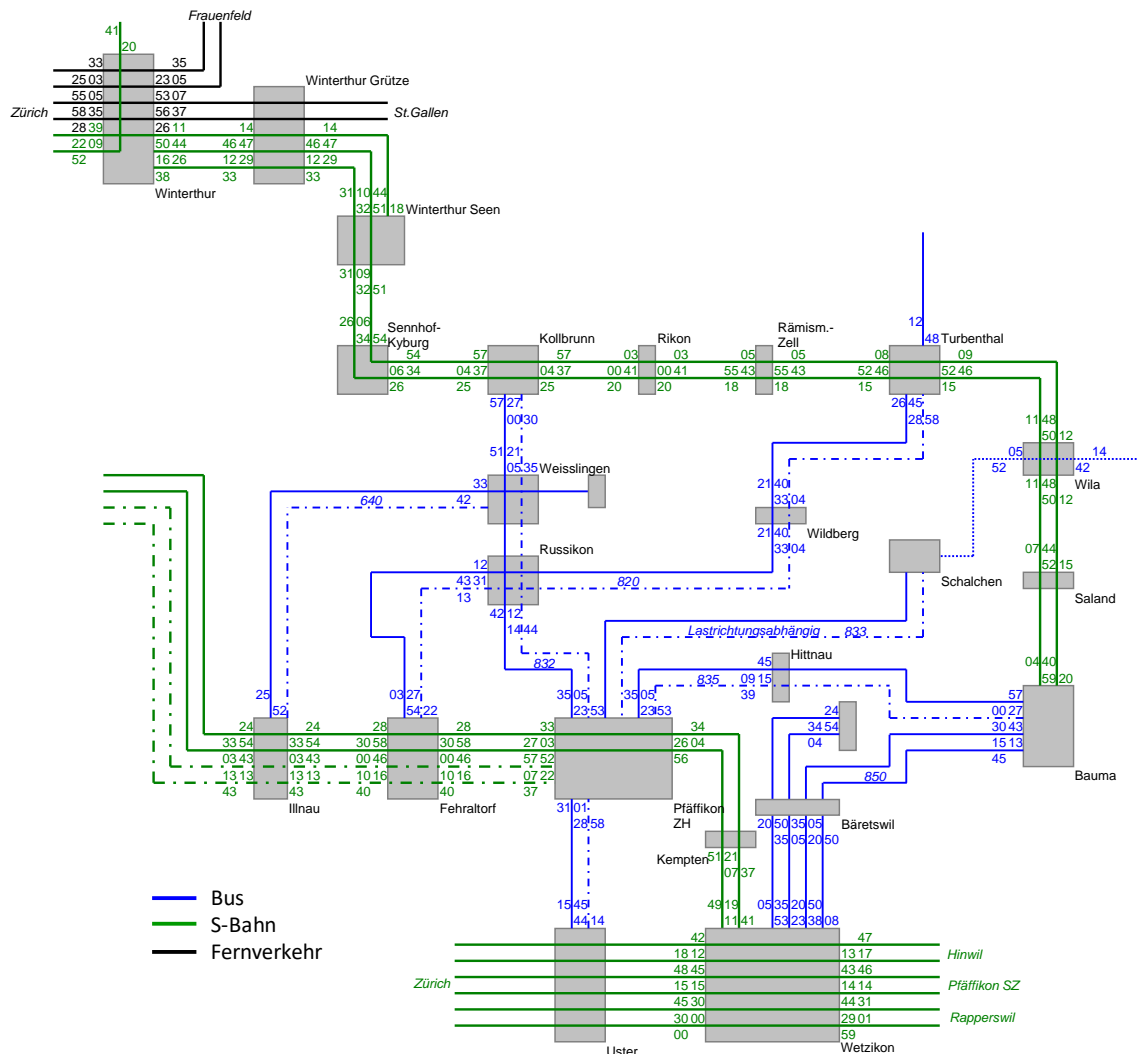 Frauenfeld
41
20
33 35
25 03 23 05
Winterthur Grütze
55 05 53 07
Zürich 58 35 56 37 St.Gallen
28 39 26 11 14 14
22 09 50 44 46 47 46 47
52 16 26 12 29 12 29
38 33 33
Winterthur
31 10 44
32 51 18 Winterthur Seen
31 09
32 51
12
26 06
34 54
Sennhof-
Kyburg
Kollbrunn
Rikon
Rämism.-
Zell
48
Turbenthal
54 57 57 03 03 05 05 08 09
06 34 04 37 04 37 00 41 00 41 55 43 55 43 52 46 52 46
26 25 25 20 20 18 18 15 15
57 27
00 30
26 45
28 58
11 48
50 12
51 21
05 35 Weisslingen
05 14
52 42
Wila
33
640 42
21 40
33 04
Wildberg
21 40
33 04
11 48
50 12
Russikon
12
43 31
13
820
42 12
14 44
Schalchen
07 44
52 15
Saland
Lastrichtungsabhängig 833
832
Hittnau
45
835 09 15
39
04 40
59 20
25
52
03 27
54 22
35 05
23 53
35 05
23 53
57
00 27
30 43
15 13
45
Bauma
24
34 54
04
850
24 24 28 28 33 34
33 54 33 54 30 58 30 58 27 03 26 04
03 43 03 43 00 46 00 46 57 52 56
13 13 13 13 10 16 10 16 07 22
43 43 40 40 37
Illnau
Fehraltorf
Pfäffikon
ZH
31 01
28 58
Bäretswil
20 50 35 05
35 05 20 50
Kempten
51 21
07 37
Bus
S-Bahn
Fernverkehr
15 45
44 14
49 19
11 41
05 35 20 50
53 23 38 08
42 47
18 12 13 17 Hinwil
48 45 43 46
Zürich 15 15 14 14 Pfäffikon SZ
45 30 44 31
30 00 29 01 Rapperswil
00 59
Uster
Wetzikon